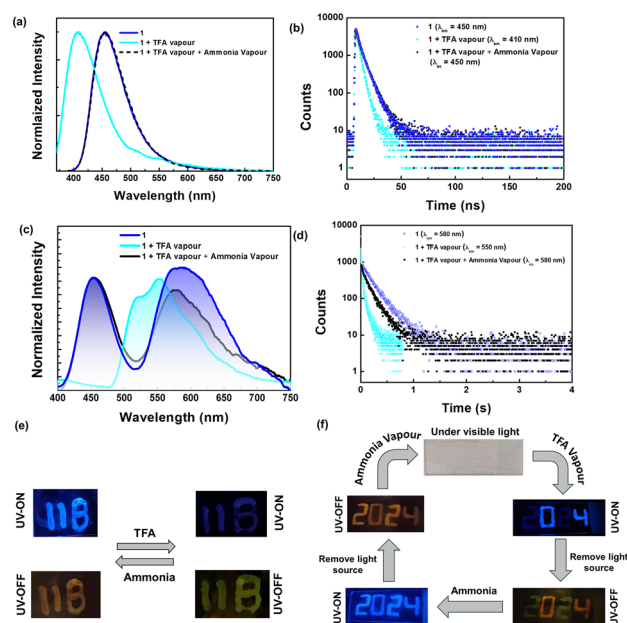 (a)
1
1 + TFA vapour
1 + TFA vapour + Ammonia Vapour
Normlaized Intensity
400 450 500 550 600 650 700 750
Wavelength (nm)
(b)
10000
1000
100
10
1
Counts
1 (λem = 450 nm)
1 + TFA vapour (λem = 410 nm)
1 + TFA vapour + Ammonia Vapour
(λem = 450 nm)
0 50 100 150 200
Time (ns)
(c)
1
1 + TFA vapour
1 + TFA vapour + Ammonia Vapour
Normalized Intensity
400 450 500 550 600 650 700 750
Wavelength (nm)
(d)
10000
1000
100
10
1
Counts
1 (λem = 580 nm)
1 + TFA vapour (λem = 550 nm)
1 + TFA vapour + Ammonia Vapour (λem = 580 nm)
0 1 2 3 4
Time (s)
(e)
UV-ON
118
118
UV-ON
TFA
Ammonia
UV-OFF
118
118
UV-OFF
(f)
Under visible light
Ammonia Vapour
TFA Vapour
UV-OFF
2024
2024
UV-ON
Remove light
source
Remove light
source
UV-ON
2024
Ammonia
2024
UV-OFF